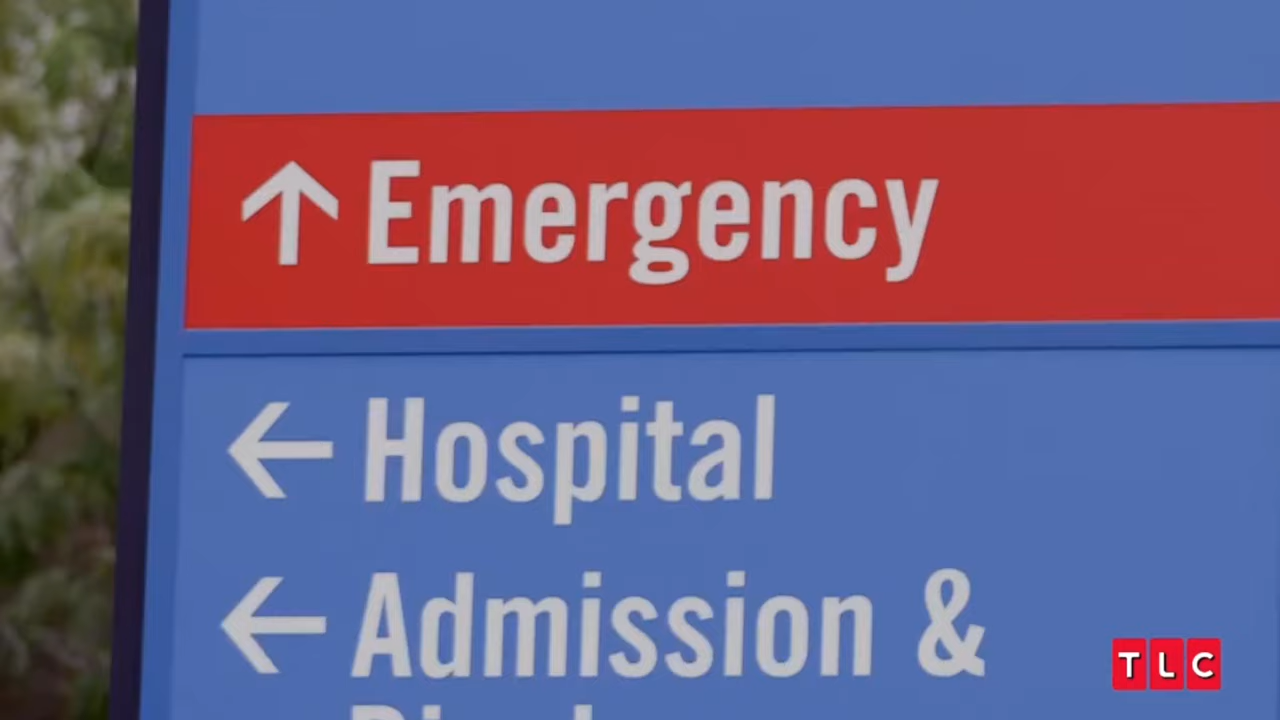 ↑ Emergency
← Hospital
← Admission &
TLC